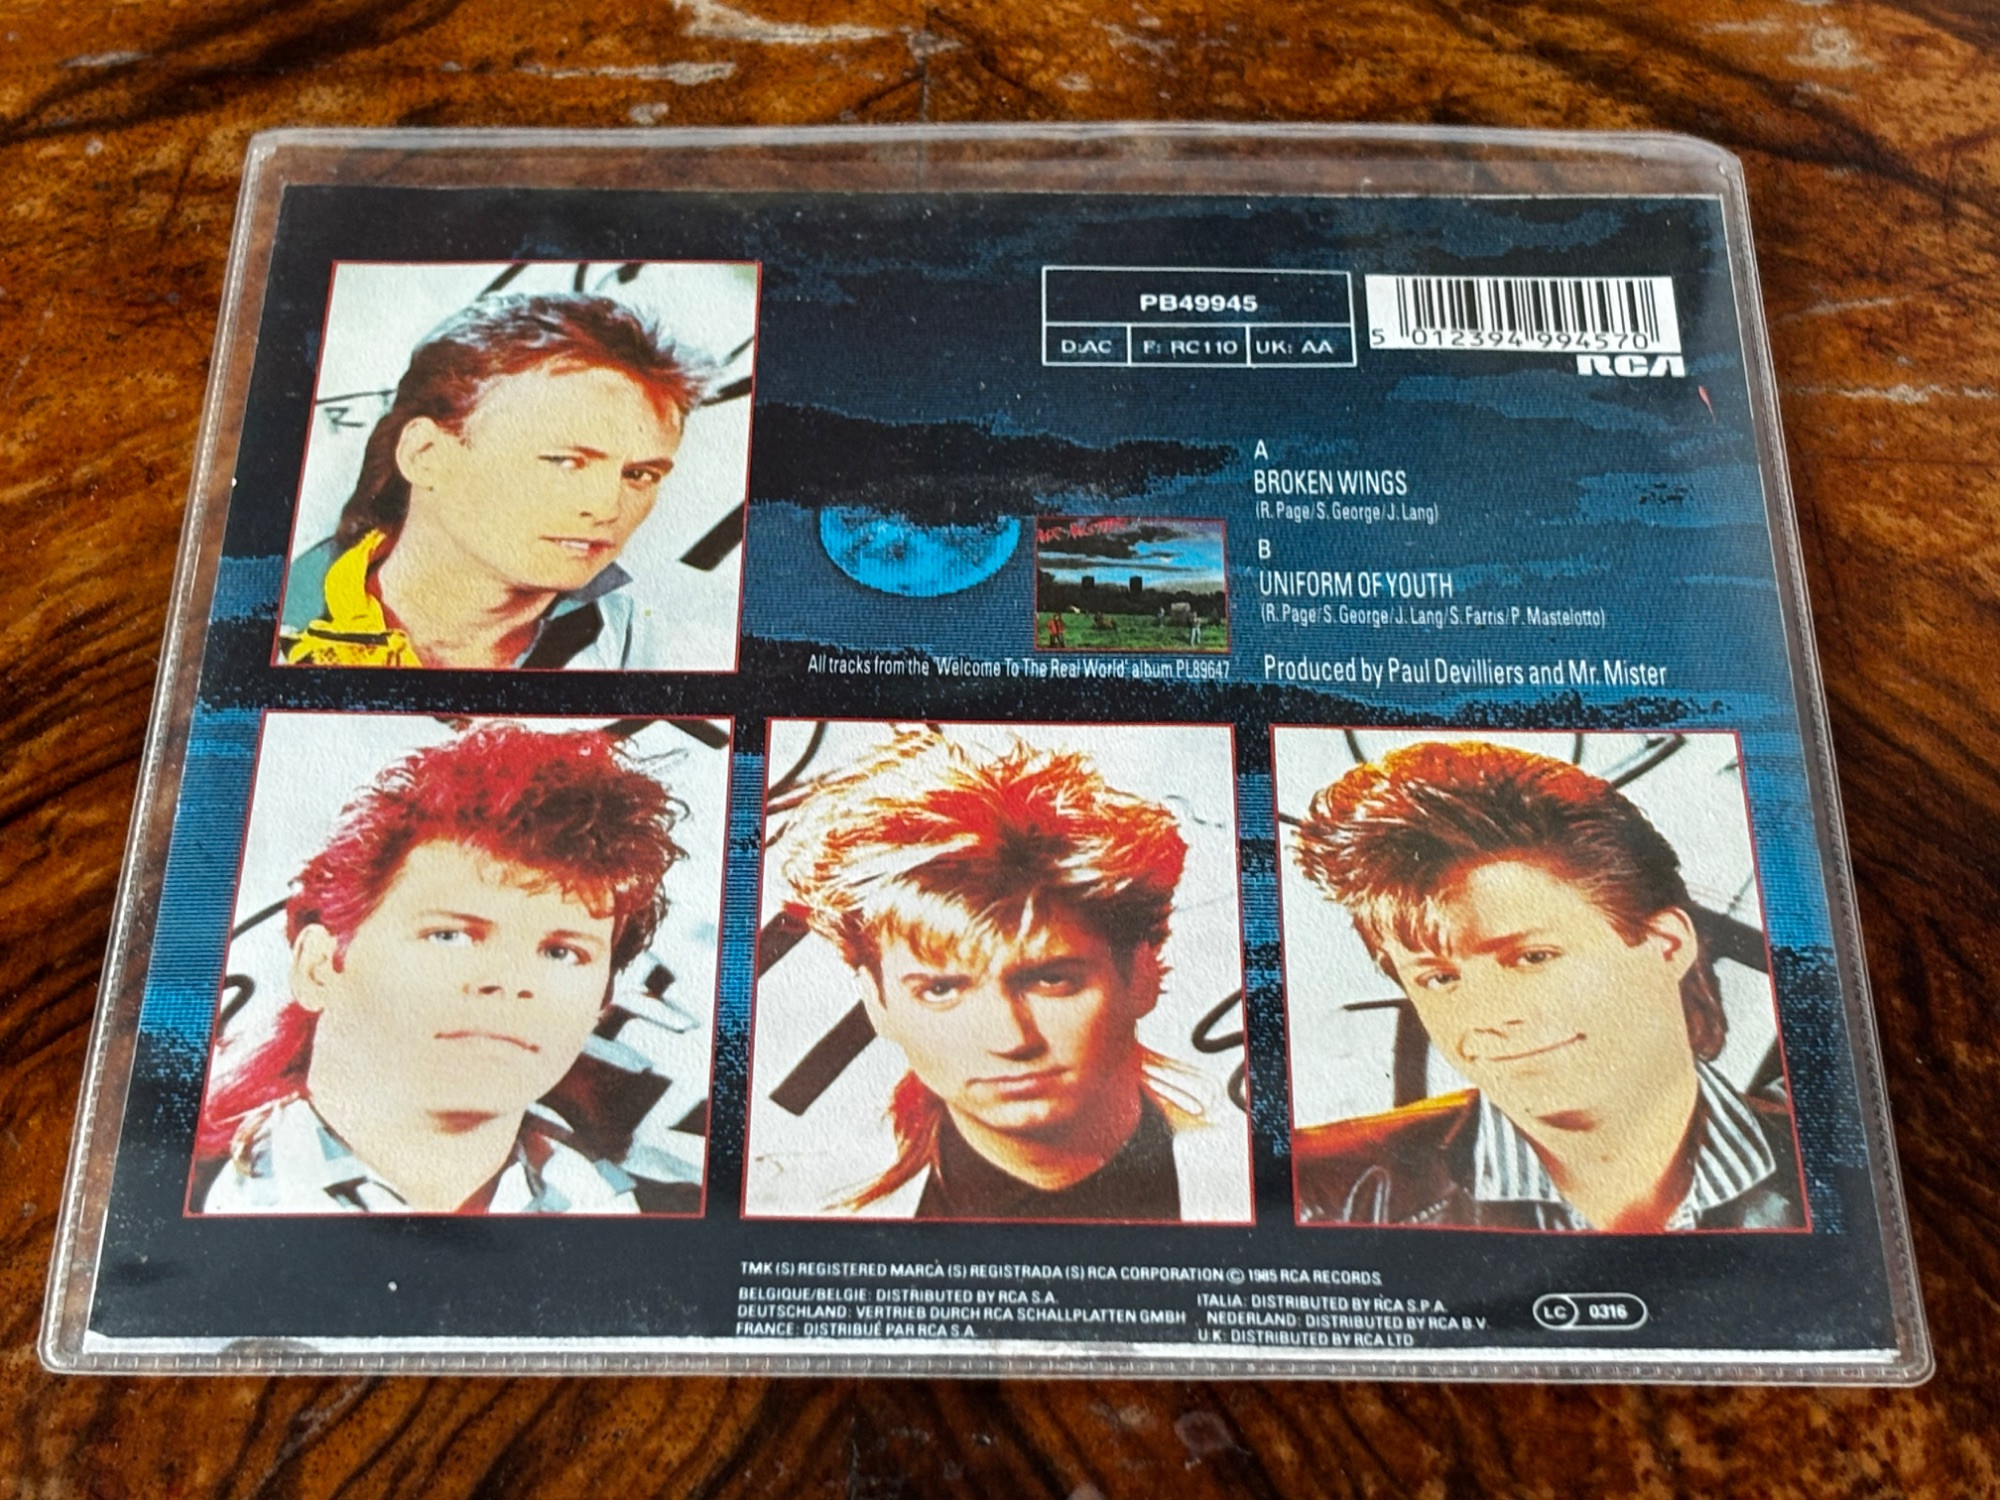 PB49945
D:AC
F: RC110
UK: AA
5 012394 994570
RCA
A
BROKEN WINGS
(R. Page/S. George/J. Lang)
B
UNIFORM OF YOUTH
(R. Page/S. George/J. Lang/S. Farris/P. Mastelotto)
MR. MISTER
All tracks from the 'Welcome To The Real World' album PL89647
Produced by Paul Devilliers and Mr. Mister
TMK (S) REGISTERED MARCA (S) REGISTRADA (S) RCA CORPORATION © 1985 RCA RECORDS
BELGIQUE/BELGIE: DISTRIBUTED BY RCA S.A.
DEUTSCHLAND: VERTRIEB DURCH RCA SCHALLPLATTEN GMBH
FRANCE: DISTRIBUÉ PAR RCA S.A.
ITALIA: DISTRIBUTED BY RCA S.P.A.
NEDERLAND: DISTRIBUTED BY RCA B.V.
U.K: DISTRIBUTED BY RCA LTD
LC 0316